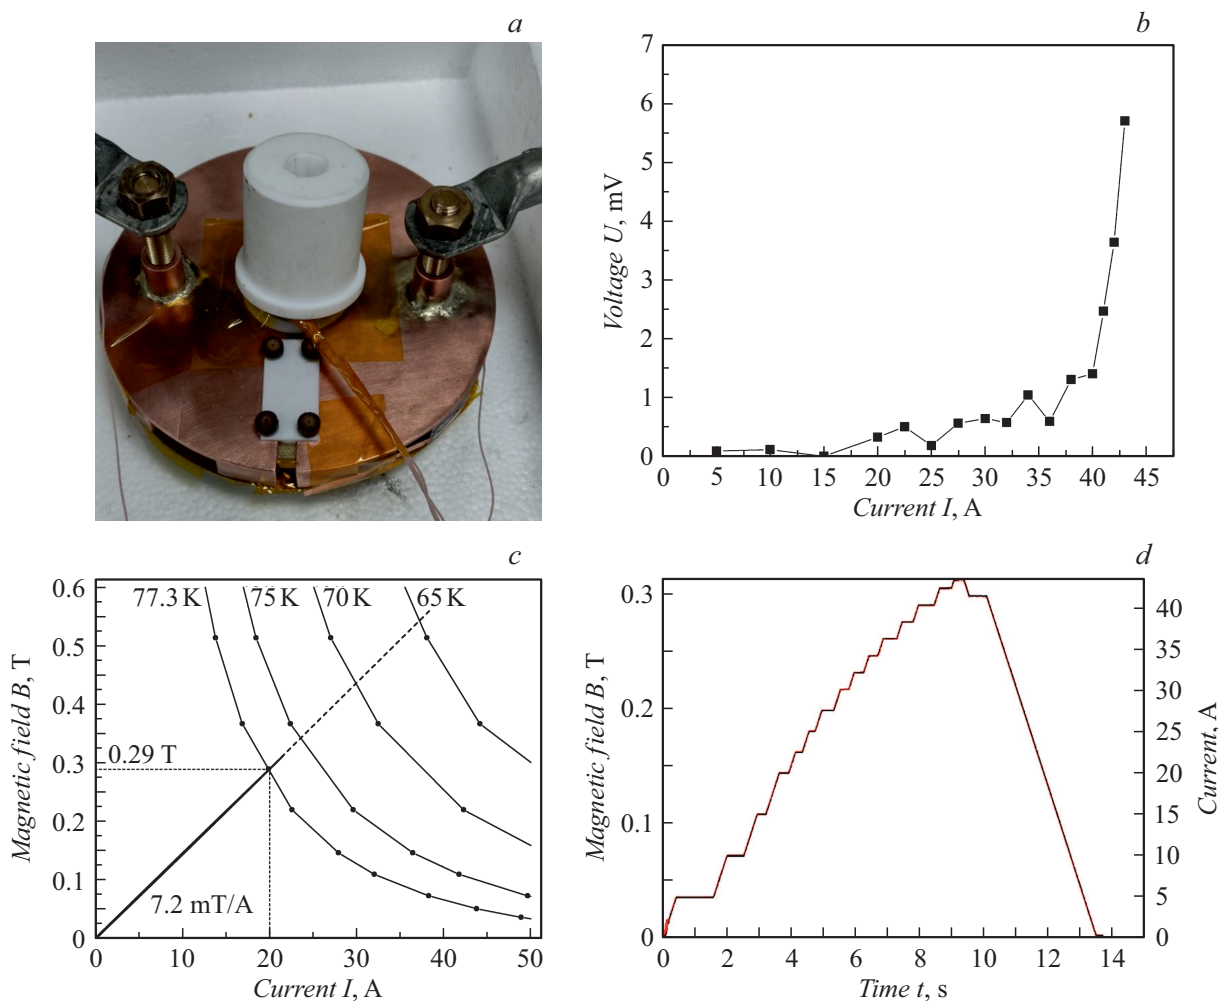 a
b
7
6
5
4
3
2
1
0
Voltage U, mV
0 5 10 15 20 25 30 35 40 45
Current I, A
c
0.6
0.5
0.4
0.3
0.2
0.1
0
Magnetic field B, T
77.3 K 75 K 70 K 65 K
0.29 T
7.2 mT/A
0 10 20 30 40 50
Current I, A
d
0.3
0.2
0.1
0
Magnetic field B, T
40
35
30
25
20
15
10
5
0
Current, A
0 2 4 6 8 10 12 14
Time t, s